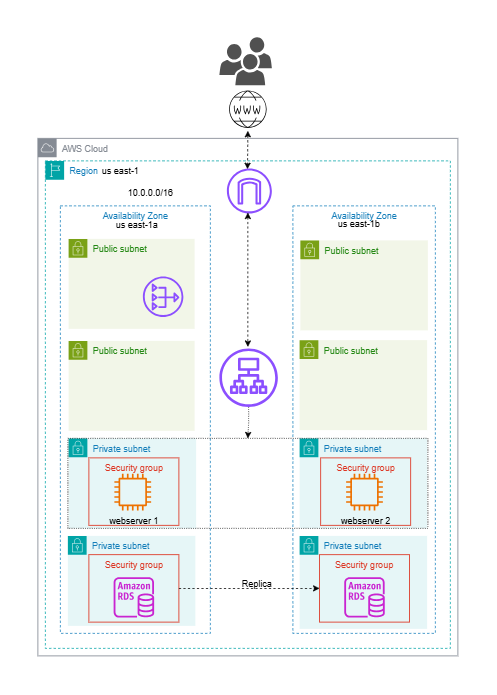 WWW
AWS Cloud
Region us east-1
10.0.0.0/16
Availability Zone
us east-1a
Availability Zone
us east-1b
Public subnet
Public subnet
Public subnet
Public subnet
Private subnet
Security group
webserver 1
Private subnet
Security group
webserver 2
Private subnet
Security group
Amazon
RDS
Replica
Private subnet
Security group
Amazon
RDS